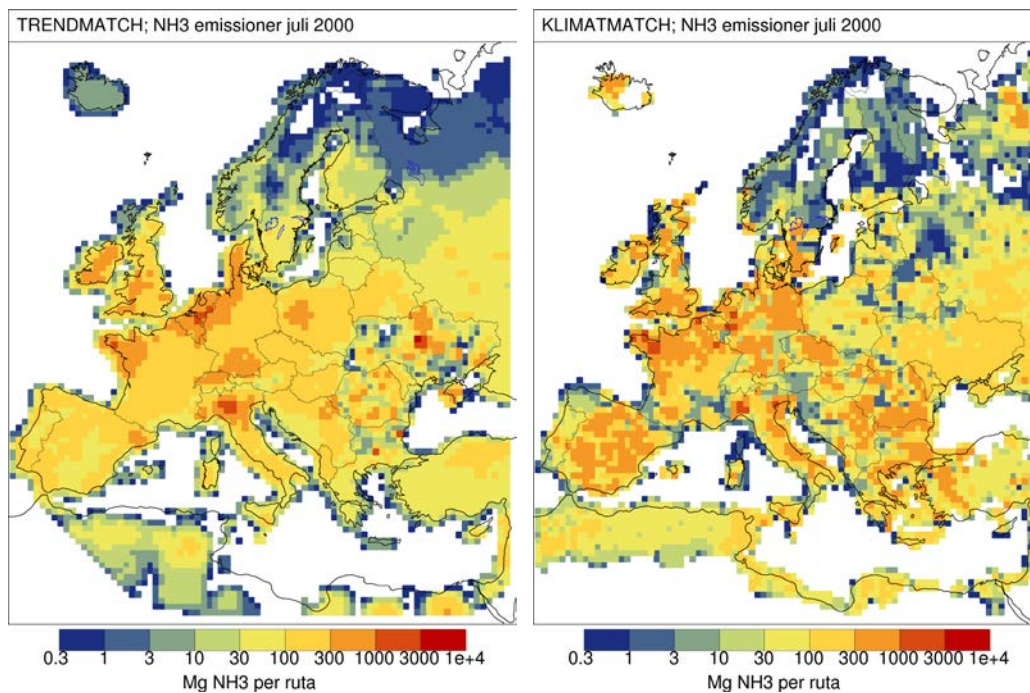 TRENDMATCH; NH3 emissioner juli 2000
0.3 1 3 10 30 100 300 1000 3000 1e+4
Mg NH3 per ruta
KLIMATMATCH; NH3 emissioner juli 2000
0.3 1 3 10 30 100 300 1000 3000 1e+4
Mg NH3 per ruta